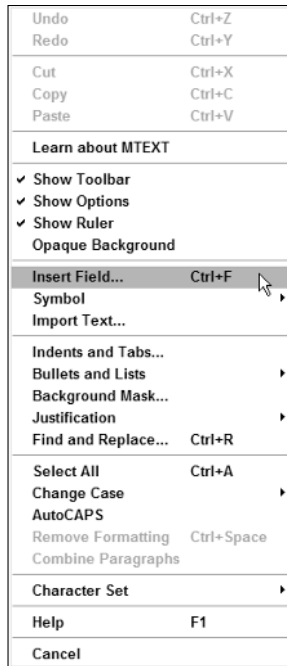 Undo Ctrl+Z
Redo Ctrl+Y
Cut Ctrl+X
Copy Ctrl+C
Paste Ctrl+V
Learn about MTEXT
Show Toolbar
Show Options
Show Ruler
Opaque Background
Insert Field... Ctrl+F
Symbol
Import Text...
Indents and Tabs...
Bullets and Lists
Background Mask...
Justification
Find and Replace... Ctrl+R
Select All Ctrl+A
Change Case
AutoCAPS
Remove Formatting Ctrl+Space
Combine Paragraphs
Character Set
Help F1
Cancel